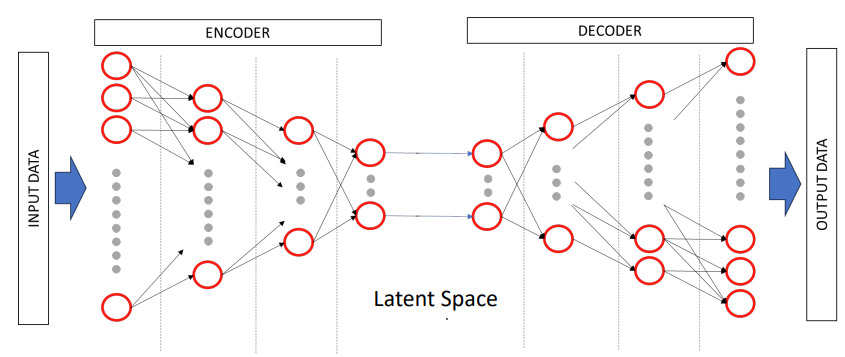 ENCODER
DECODER
INPUT DATA
OUTPUT DATA
Latent Space
.